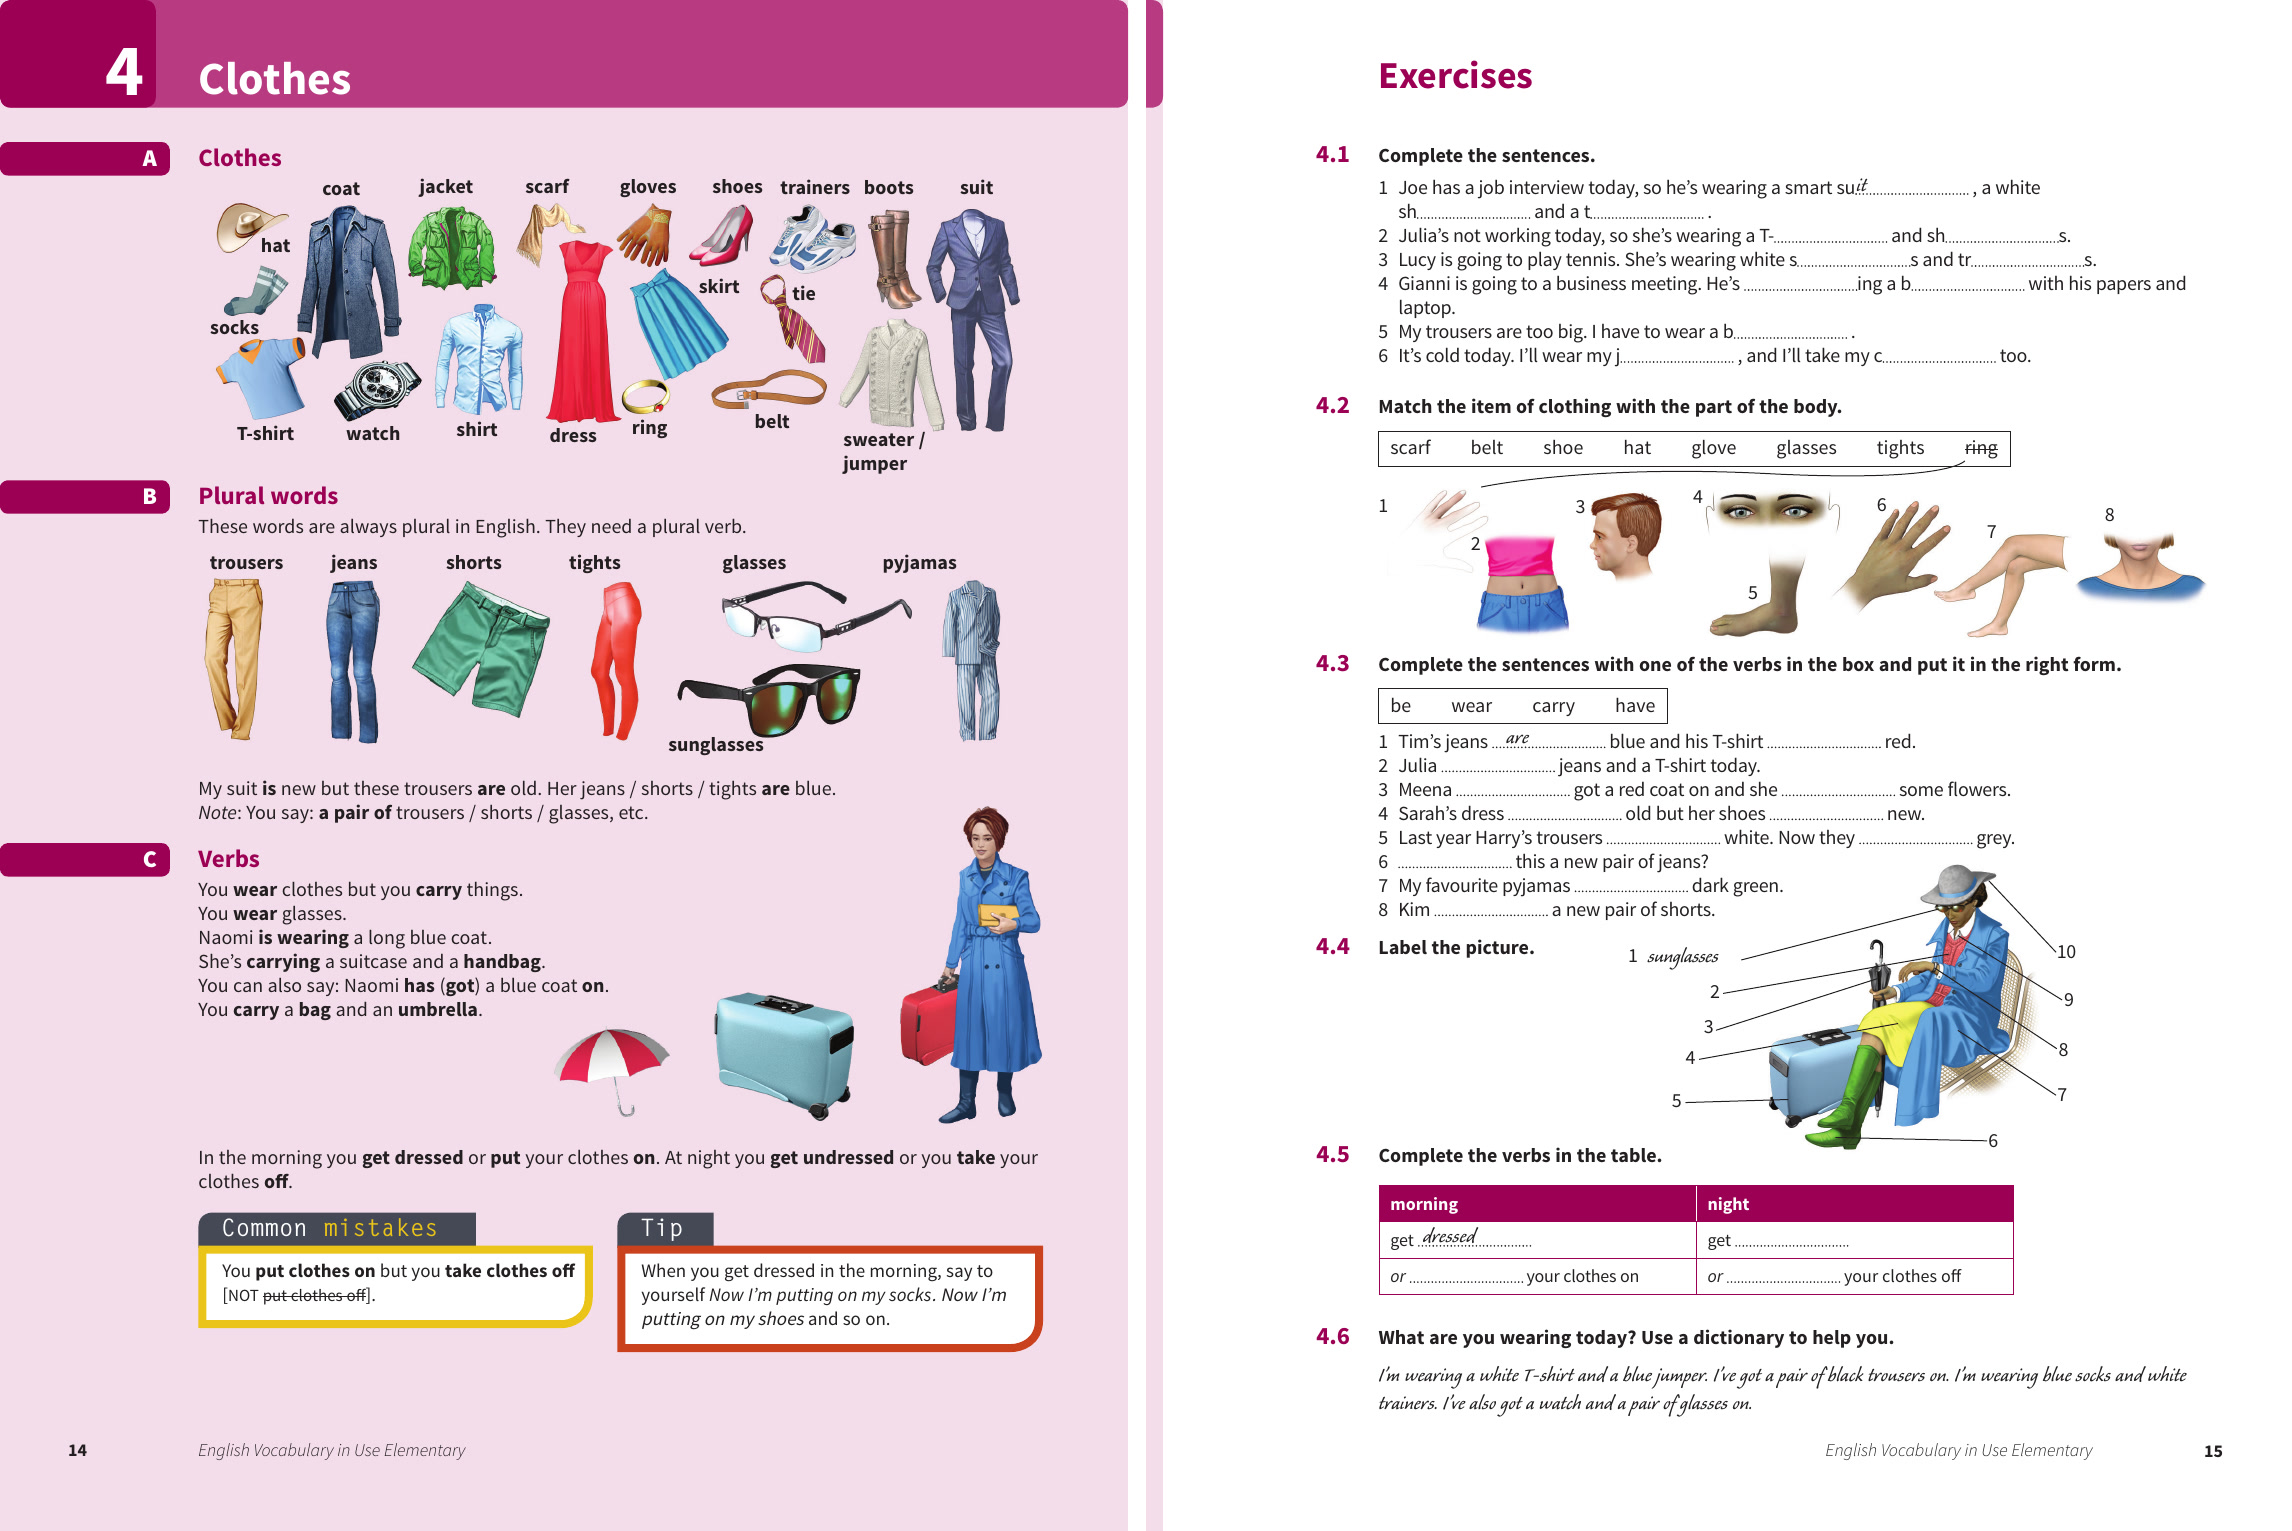 4
Clothes
A
Clothes
coat
jacket
scarf
gloves
shoes
trainers
boots
suit
hat
skirt
tie
socks
T-shirt
watch
shirt
dress
ring
belt
sweater /
jumper
B
Plural words
These words are always plural in English. They need a plural verb.
trousers
jeans
shorts
tights
glasses
pyjamas
sunglasses
My suit is new but these trousers are old. Her jeans / shorts / tights are blue.
Note: You say: a pair of trousers / shorts / glasses, etc.
C
Verbs
You wear clothes but you carry things.
You wear glasses.
Naomi is wearing a long blue coat.
She's carrying a suitcase and a handbag.
You can also say: Naomi has (got) a blue coat on.
You carry a bag and an umbrella.
In the morning you get dressed or put your clothes on. At night you get undressed or you take your
clothes off.
Common mistakes
You put clothes on but you take clothes off
[NOT put clothes off].
Tip
When you get dressed in the morning, say to
yourself Now I'm putting on my socks. Now I'm
putting on my shoes and so on.
14
English Vocabulary in Use Elementary
Exercises
4.1 Complete the sentences.
1 Joe has a job interview today, so he's wearing a smart suit.............................. , a white
sh.............................. and a t.............................. .
2 Julia's not working today, so she's wearing a T-.............................. and sh..............................s.
3 Lucy is going to play tennis. She's wearing white s..............................s and tr..............................s.
4 Gianni is going to a business meeting. He's ..............................ing a b.............................. with his papers and
laptop.
5 My trousers are too big. I have to wear a b.............................. .
6 It's cold today. I'll wear my j.............................. , and I'll take my c.............................. too.
4.2 Match the item of clothing with the part of the body.
scarf belt shoe hat glove glasses tights ring
1
2
3
4
5
6
7
8
4.3 Complete the sentences with one of the verbs in the box and put it in the right form.
be wear carry have
1 Tim's jeans ....are.................... blue and his T-shirt .............................. red.
2 Julia .............................. jeans and a T-shirt today.
3 Meena .............................. got a red coat on and she .............................. some flowers.
4 Sarah's dress .............................. old but her shoes .............................. new.
5 Last year Harry's trousers .............................. white. Now they .............................. grey.
6 .............................. this a new pair of jeans?
7 My favourite pyjamas .............................. dark green.
8 Kim .............................. a new pair of shorts.
4.4 Label the picture.
1 sunglasses
2
3
4
5
6
7
8
9
10
4.5 Complete the verbs in the table.
morning night
get dressed.............. get ..............................
or .............................. your clothes on or .............................. your clothes off
4.6 What are you wearing today? Use a dictionary to help you.
I'm wearing a white T-shirt and a blue jumper. I've got a pair of black trousers on. I'm wearing blue socks and white
trainers. I've also got a watch and a pair of glasses on.
English Vocabulary in Use Elementary
15